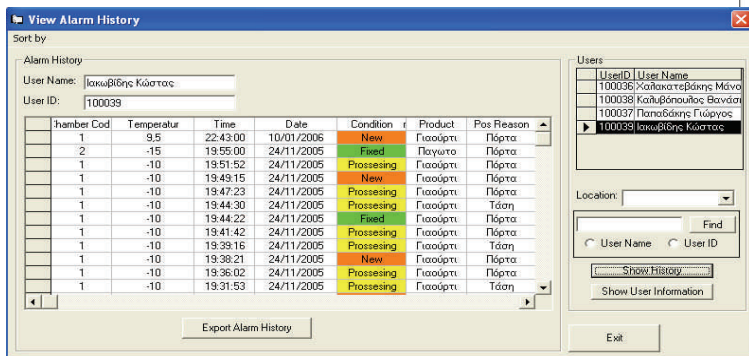 View Alarm History
Sort by
Alarm History
User Name: Ιακωβίδης Κώστας
User ID: 100039
hamber Cod Temperatur Time Date Condition Product Pos Reason
1 9,5 22:43:00 10/01/2006 New Γιαούρτι Πόρτα
2 -15 19:55:00 24/11/2005 Fixed Παγωτο Πόρτα
1 -10 19:51:52 24/11/2005 Prossesing Γιαούρτι Πόρτα
1 -10 19:49:15 24/11/2005 New Γιαούρτι Πόρτα
1 -10 19:47:23 24/11/2005 Prossesing Γιαούρτι Πόρτα
1 -10 19:44:30 24/11/2005 Prossesing Γιαούρτι Τάση
1 -10 19:44:22 24/11/2005 Fixed Γιαούρτι Πόρτα
1 -10 19:41:42 24/11/2005 Prossesing Γιαούρτι Πόρτα
1 -10 19:39:16 24/11/2005 Prossesing Γιαούρτι Τάση
1 -10 19:38:21 24/11/2005 New Γιαούρτι Πόρτα
1 -10 19:36:02 24/11/2005 Prossesing Γιαούρτι Πόρτα
1 -10 19:31:53 24/11/2005 Prossesing Γιαούρτι Τάση
Export Alarm History
Users
UserID User Name
100036 Χαλακατεβάκης Μάνο
100038 Καλυβόπουλος Θανάσ
100037 Παπαδάκης Γιώργος
100039 Ιακωβίδης Κώστας
Location:
Find
User Name User ID
Show History
Show User Information
Exit